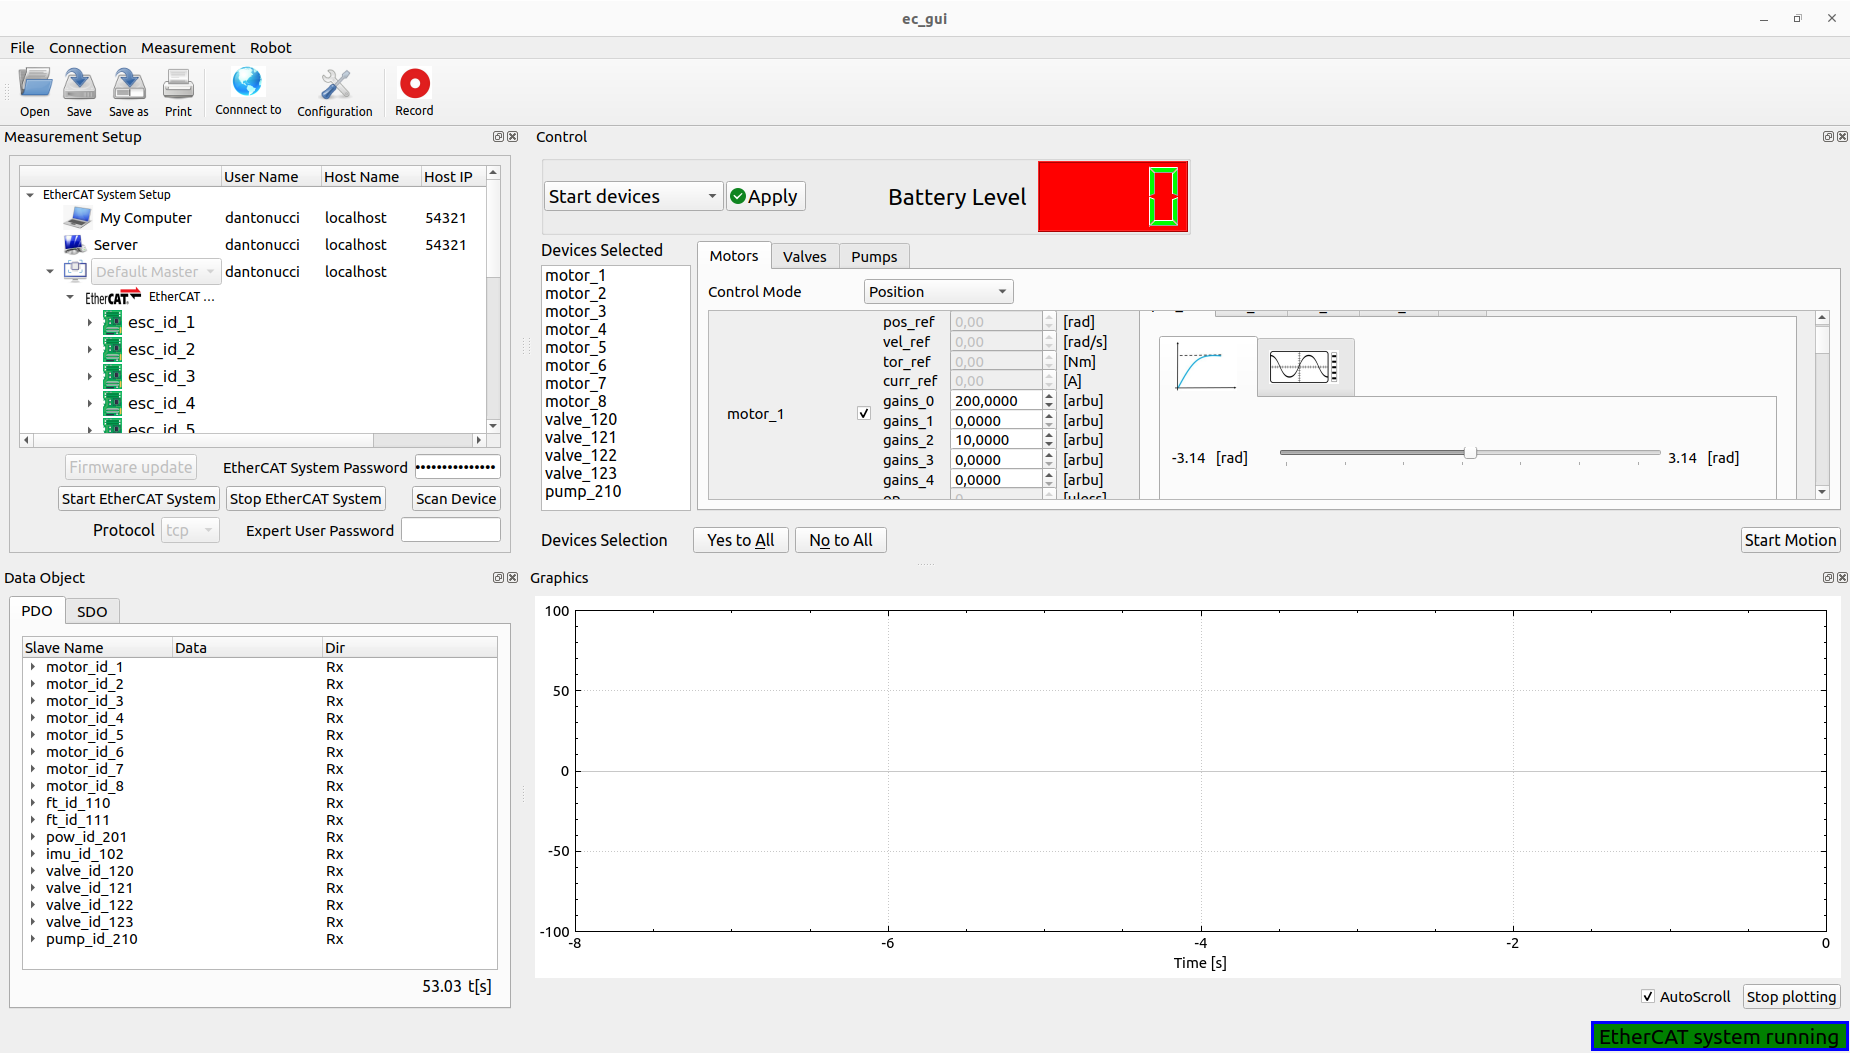 ec_gui
File Connection Measurement Robot
Open Save Save as Print Connnect to Configuration Record
Measurement Setup
User Name Host Name Host IP
EtherCAT System Setup
My Computer dantonucci localhost 54321
Server dantonucci localhost 54321
Default Master dantonucci localhost
EtherCAT EtherCAT ...
esc_id_1
esc_id_2
esc_id_3
esc_id_4
esc_id_5
Firmware update EtherCAT System Password
Start EtherCAT System Stop EtherCAT System Scan Device
Protocol tcp Expert User Password
Control
Start devices Apply Battery Level 0
Devices Selected
motor_1
motor_2
motor_3
motor_4
motor_5
motor_6
motor_7
motor_8
valve_120
valve_121
valve_122
valve_123
pump_210
Motors Valves Pumps
Control Mode Position
motor_1
pos_ref 0,00 [rad]
vel_ref 0,00 [rad/s]
tor_ref 0,00 [Nm]
curr_ref 0,00 [A]
gains_0 200,0000 [arbu]
gains_1 0,0000 [arbu]
gains_2 10,0000 [arbu]
gains_3 0,0000 [arbu]
gains_4 0,0000 [arbu]
-3.14 [rad] 3.14 [rad]
Devices Selection Yes to All No to All Start Motion
Data Object
PDO SDO
Slave Name Data Dir
motor_id_1 Rx
motor_id_2 Rx
motor_id_3 Rx
motor_id_4 Rx
motor_id_5 Rx
motor_id_6 Rx
motor_id_7 Rx
motor_id_8 Rx
ft_id_110 Rx
ft_id_111 Rx
pow_id_201 Rx
imu_id_102 Rx
valve_id_120 Rx
valve_id_121 Rx
valve_id_122 Rx
valve_id_123 Rx
pump_id_210 Rx
53.03 t[s]
Graphics
100
50
0
-50
-100
-8 -6 -4 -2 0
Time [s]
AutoScroll Stop plotting
EtherCAT system running